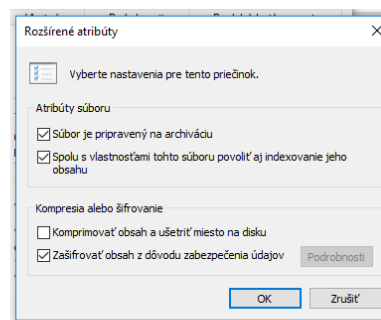 Rozšírené atribúty
Vyberte nastavenia pre tento priečinok.
Atribúty súboru
Súbor je pripravený na archiváciu
Spolu s vlastnosťami tohto súboru povoliť aj indexovanie jeho
obsahu
Kompresia alebo šifrovanie
Komprimovať obsah a ušetriť miesto na disku
Zašifrovať obsah z dôvodu zabezpečenia údajov
Podrobnosti
OK
Zrušiť